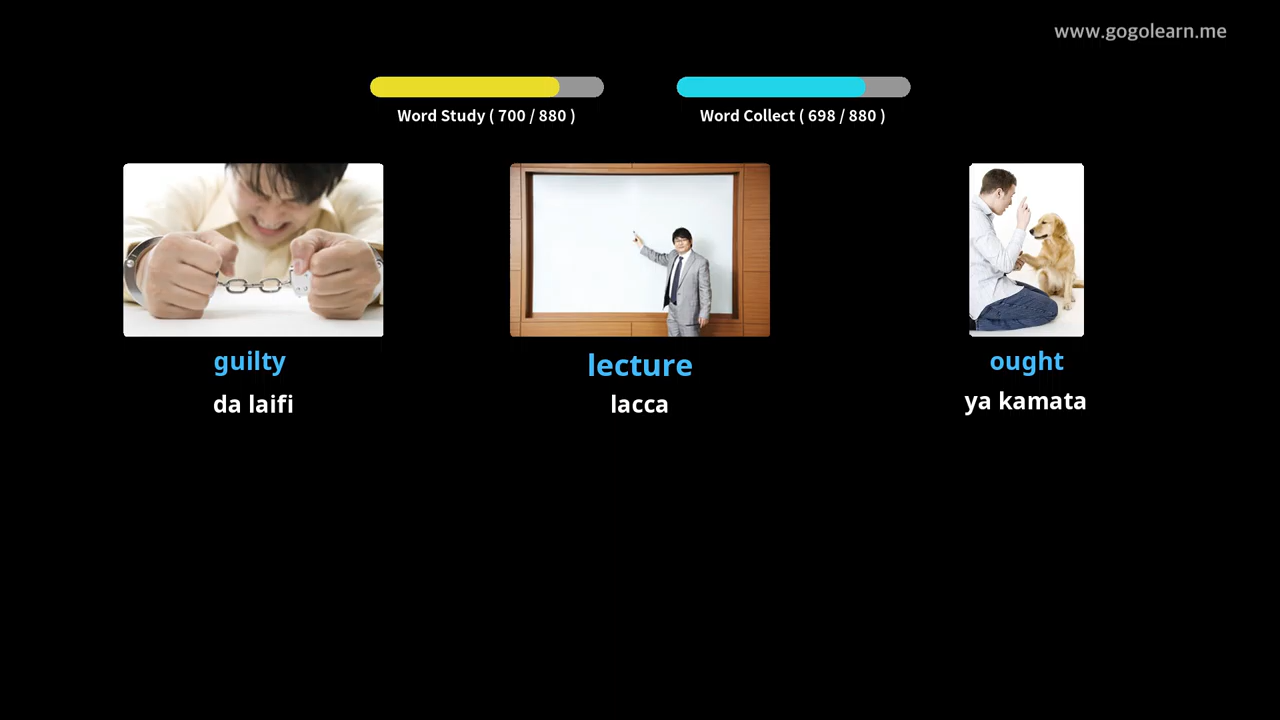 www.gogolearn.me
Word Study ( 700 / 880 )
Word Collect ( 698 / 880 )
guilty
da laifi
lecture
lacca
ought
ya kamata